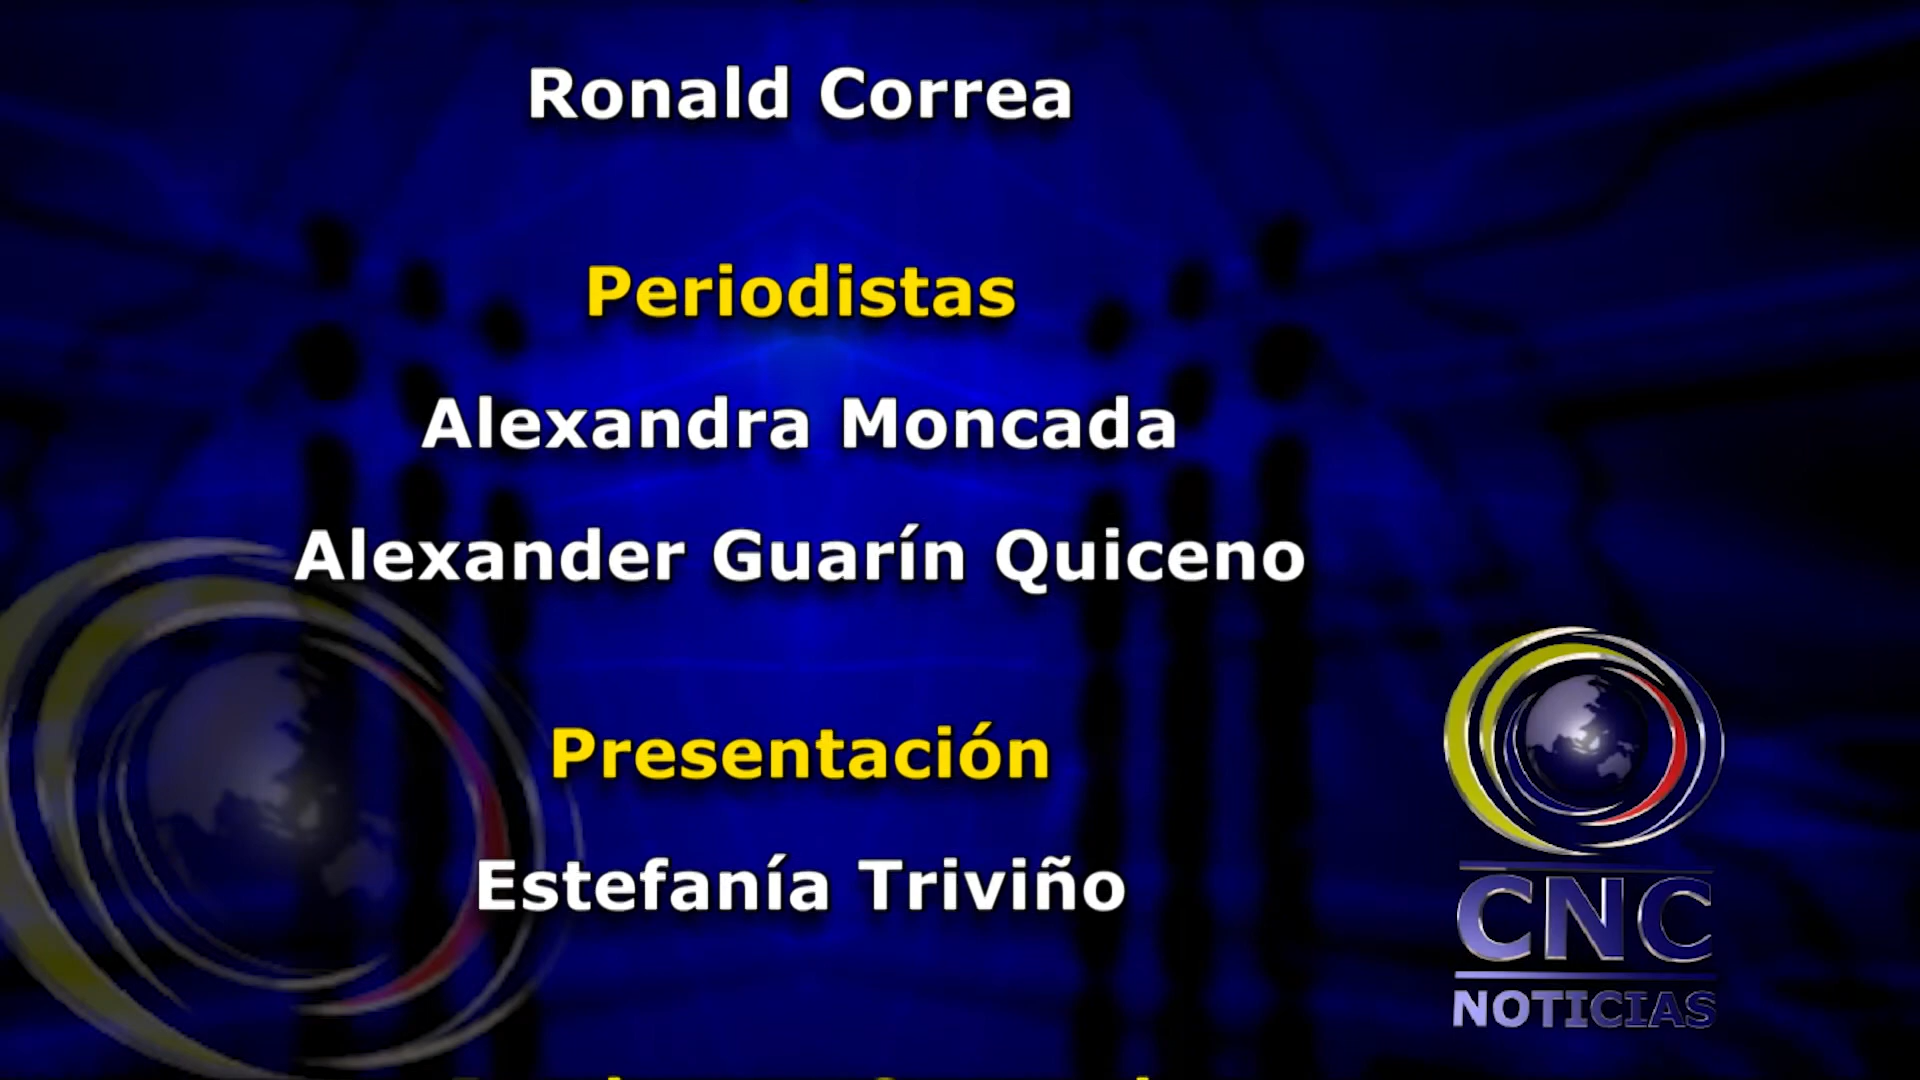 Ronald Correa
Periodistas
Alexandra Moncada
Alexander Guarín Quiceno
Presentación
Estefanía Triviño
CNC
NOTICIAS